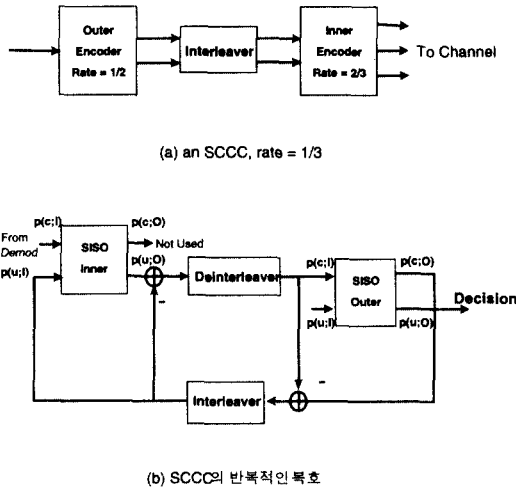 Outer
Encoder
Rate = 1/2
Interleaver
Inner
Encoder
Rate = 2/3
To Channel
(a) an SCCC, rate = 1/3
p(c;I)
p(c;O)
From
Demod
SISO
Inner
Not Used
p(u;I)
p(u;O)
Deinterleaver
p(c;I)
p(c;O)
SISO
Outer
Decision
p(u;I)
p(u;O)
-
-
Interleaver
(b) SCCC의 반복적인 복호